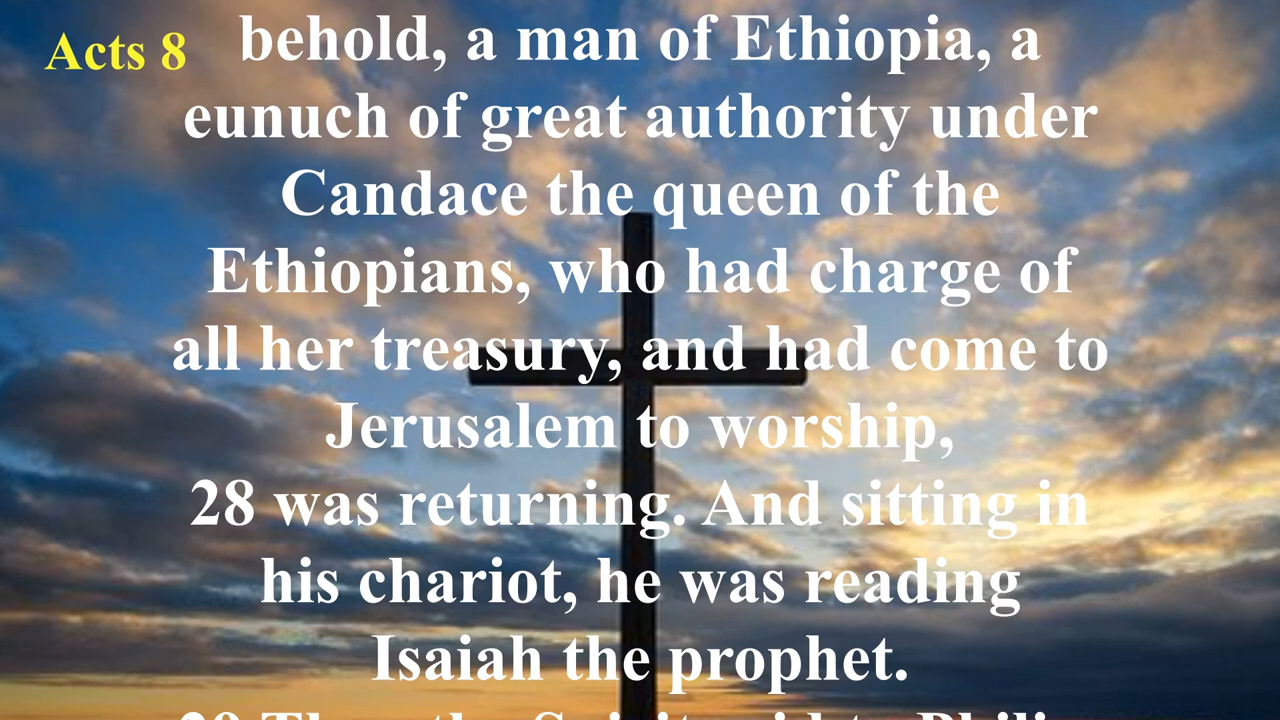 Acts 8
behold, a man of Ethiopia, a
eunuch of great authority under
Candace the queen of the
Ethiopians, who had charge of
all her treasury, and had come to
Jerusalem to worship,
28 was returning. And sitting in
his chariot, he was reading
Isaiah the prophet.